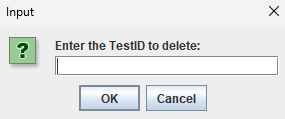 Input
Enter the TestID to delete:
OK
Cancel